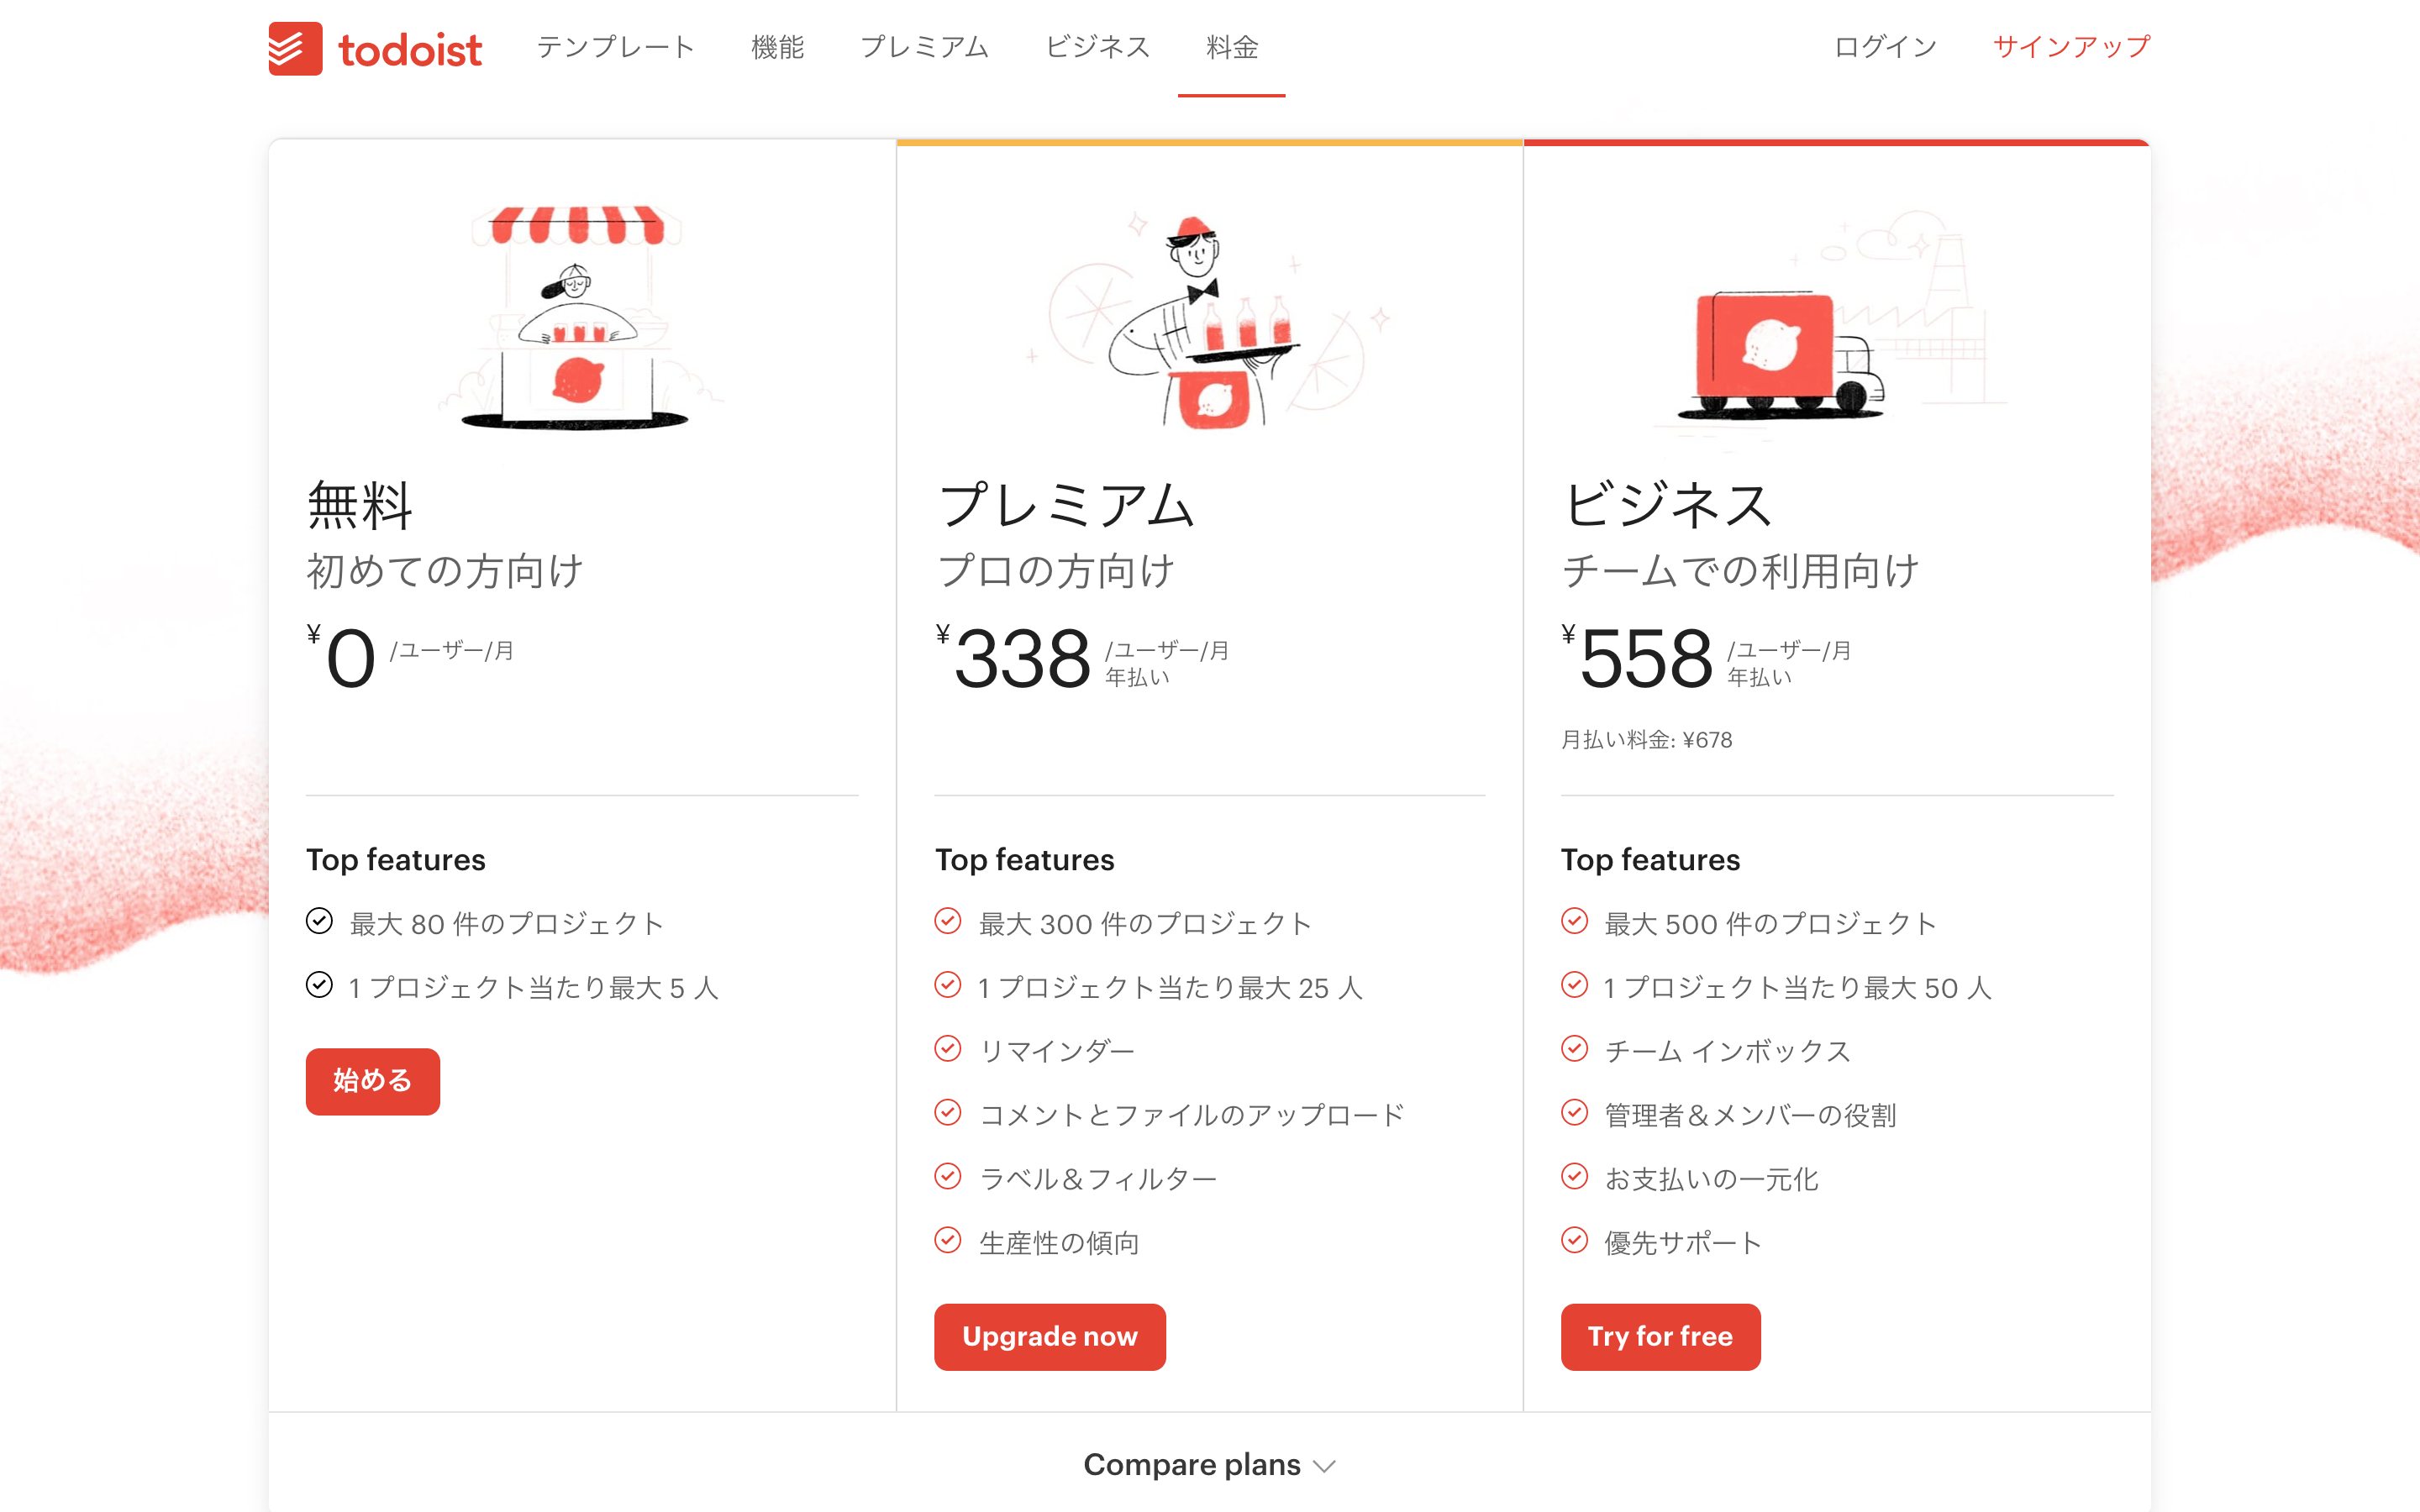 todoist
テンプレート
機能
プレミアム
ビジネス
料金
ログイン
サインアップ
無料
初めての方向け
¥0 /ユーザー/月
Top features
最大 80 件のプロジェクト
1 プロジェクト当たり最大 5 人
始める
プレミアム
プロの方向け
¥338 /ユーザー/月
年払い
Top features
最大 300 件のプロジェクト
1 プロジェクト当たり最大 25 人
リマインダー
コメントとファイルのアップロード
ラベル&フィルター
生産性の傾向
Upgrade now
ビジネス
チームでの利用向け
¥558 /ユーザー/月
年払い
月払い料金: ¥678
Top features
最大 500 件のプロジェクト
1 プロジェクト当たり最大 50 人
チーム インボックス
管理者&メンバーの役割
お支払いの一元化
優先サポート
Try for free
Compare plans